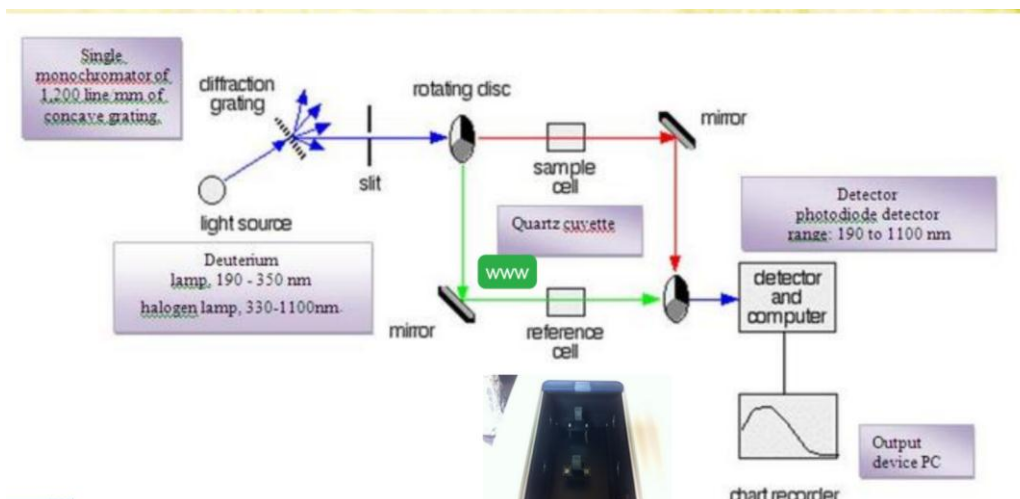 Single
monochromator of
1,200 line/mm of
concave grating.
diffraction
grating
rotating disc
mirror
slit
sample
cell
light source
Quartz cuvette
Detector
photodiode detector
range: 190 to 1100 nm
Deuterium
lamp, 190 - 350 nm
halogen lamp, 330-1100nm.
www
detector
and
computer
mirror
reference
cell
Output
device PC
chart recorder